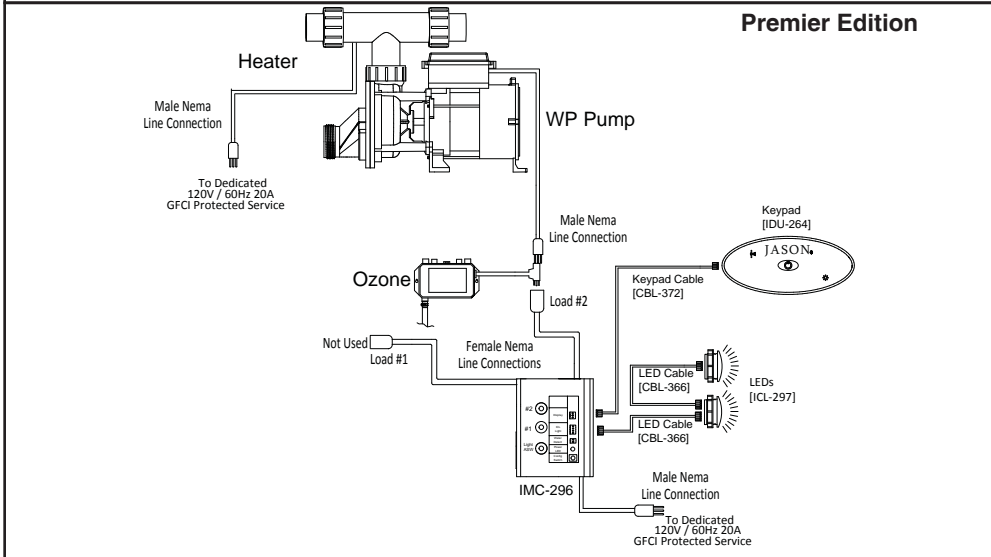 Premier Edition
Heater
Male Nema
Line Connection
WP Pump
To Dedicated
120V / 60Hz 20A
GFCI Protected Service
Male Nema
Line Connection
Keypad
[IDU-264]
JASON
Ozone
Keypad Cable
[CBL-372]
Load #2
Not Used
Load #1
Female Nema
Line Connections
LED Cable
[CBL-366]
LEDs
[ICL-297]
LED Cable
[CBL-366]
#2
#1
Light
Display
Light
IMC-296
Male Nema
Line Connection
To Dedicated
120V / 60Hz 20A
GFCI Protected Service